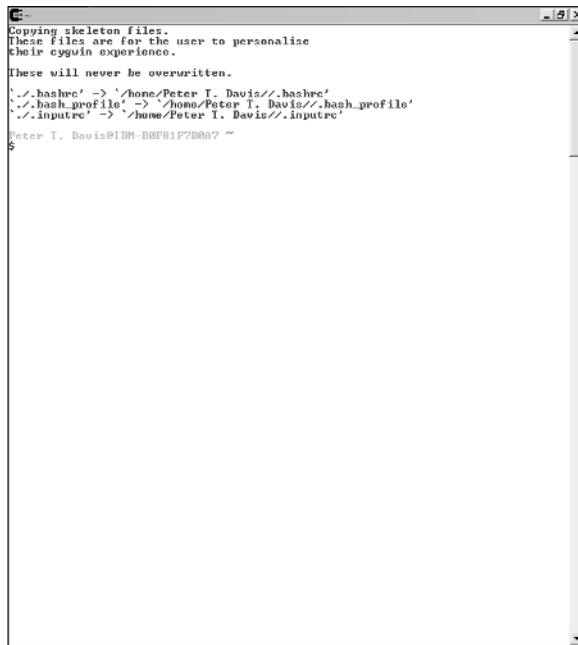 ~
Copying skeleton files.
These files are for the user to personalise
their cygwin experience.
These will never be overwritten.
`./.bashrc' -> `/home/Peter T. Davis//.bashrc'
`./.bash_profile' -> `/home/Peter T. Davis//.bash_profile'
`./.inputrc' -> `/home/Peter T. Davis//.inputrc'
Peter T. Davis@IBM-B0F81F7B0A7 ~
$